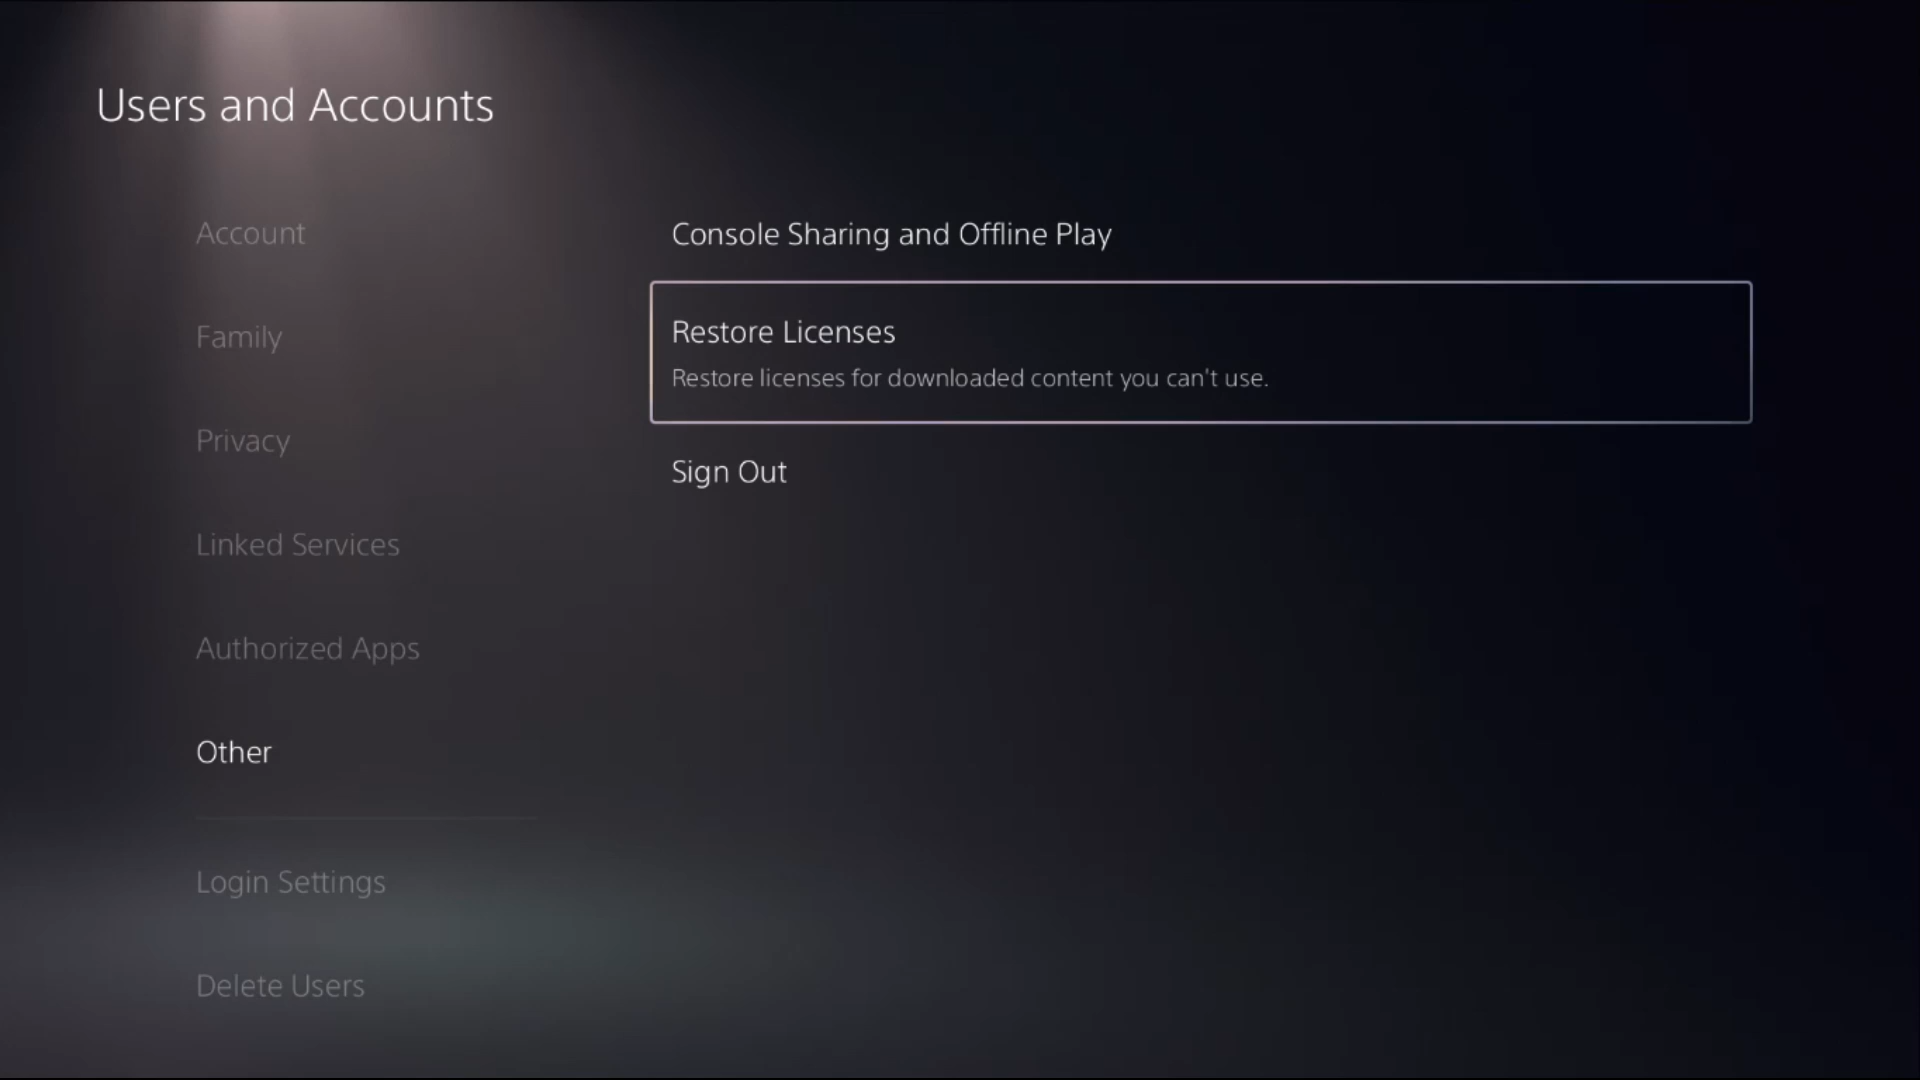 Users and Accounts
Account
Family
Privacy
Linked Services
Authorized Apps
Other
Login Settings
Delete Users
Console Sharing and Offline Play
Restore Licenses
Restore licenses for downloaded content you can't use.
Sign Out